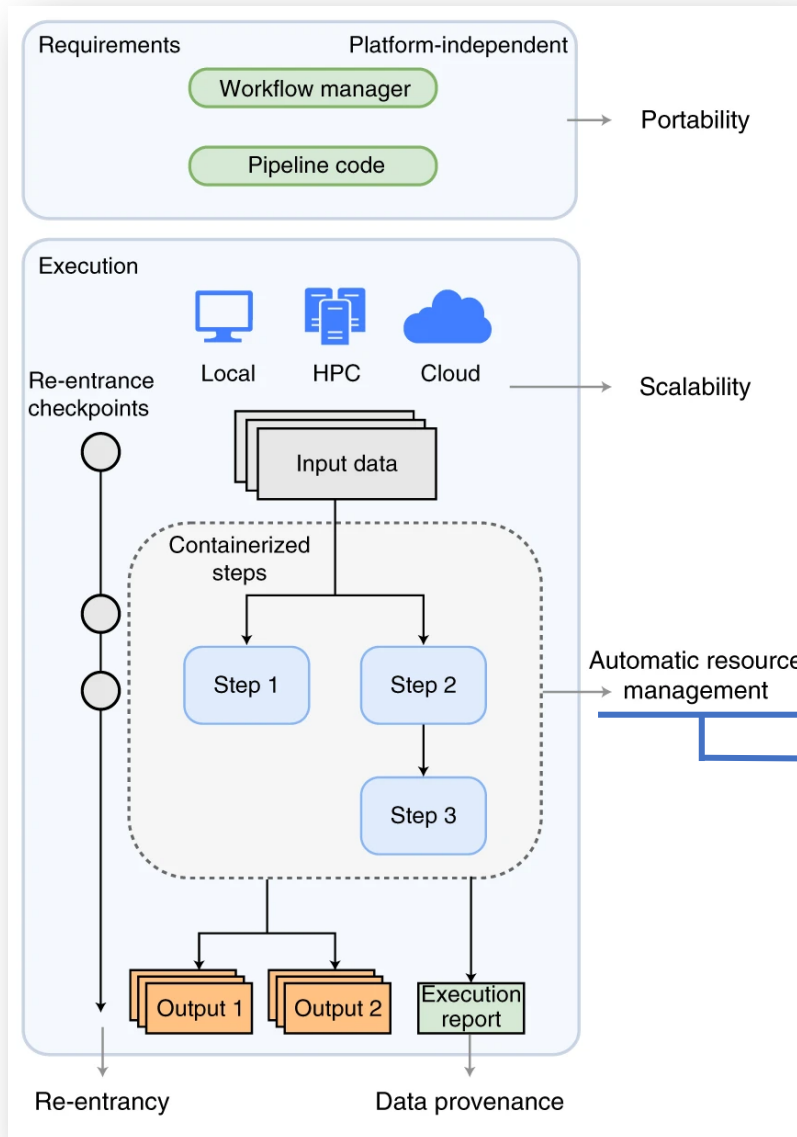 Requirements
Platform-independent
Workflow manager
Portability
Pipeline code
Execution
Local
HPC
Cloud
Re-entrance
checkpoints
Scalability
Input data
Containerized
steps
Step 1
Step 2
Automatic resource
management
Step 3
Output 1
Output 2
Execution
report
Re-entrancy
Data provenance